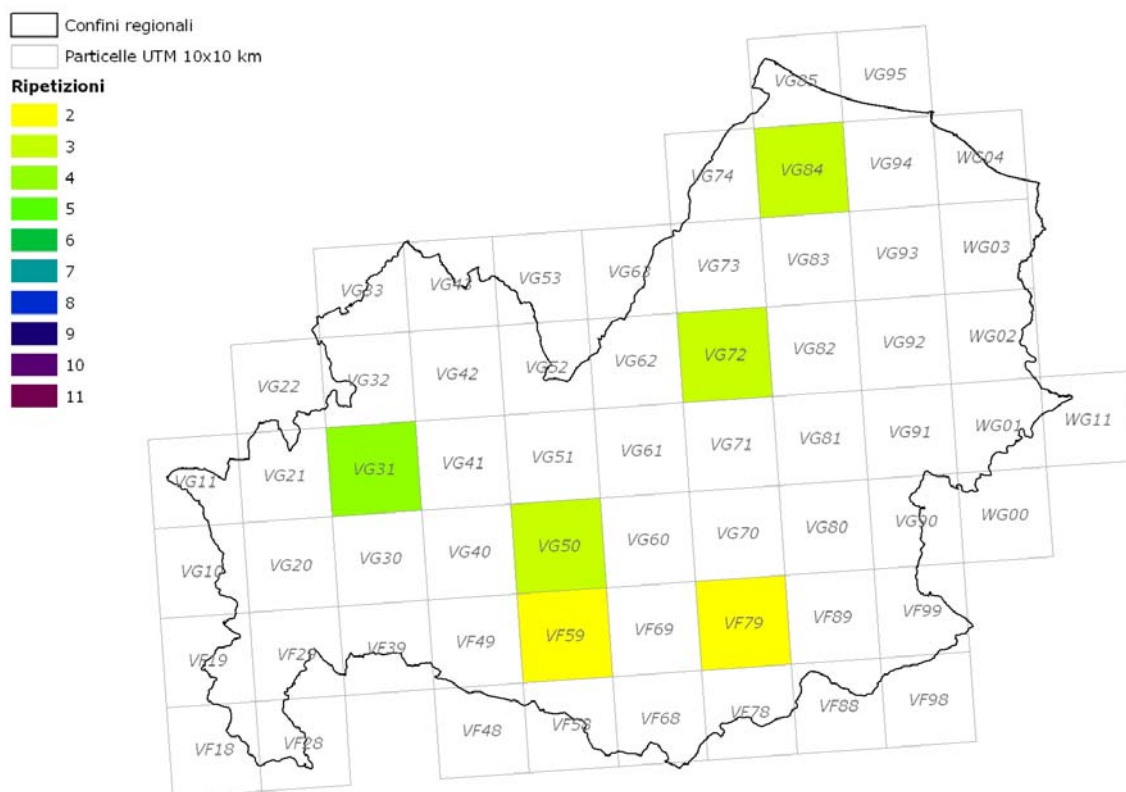 Confini regionali
Particelle UTM 10x10 km
Ripetizioni
2
3
4
5
6
7
8
9
10
11
VG85 VG95
VG74 VG84 VG94 WG04
VG33 VG43 VG53 VG63 VG73 VG83 VG93 WG03
VG22 VG32 VG42 VG52 VG62 VG72 VG82 VG92 WG02
VG11 VG21 VG31 VG41 VG51 VG61 VG71 VG81 VG91 WG01 WG11
VG10 VG20 VG30 VG40 VG50 VG60 VG70 VG80 VG90 WG00
VF19 VF29 VF39 VF49 VF59 VF69 VF79 VF89 VF99
VF18 VF28 VF48 VF58 VF68 VF78 VF88 VF98